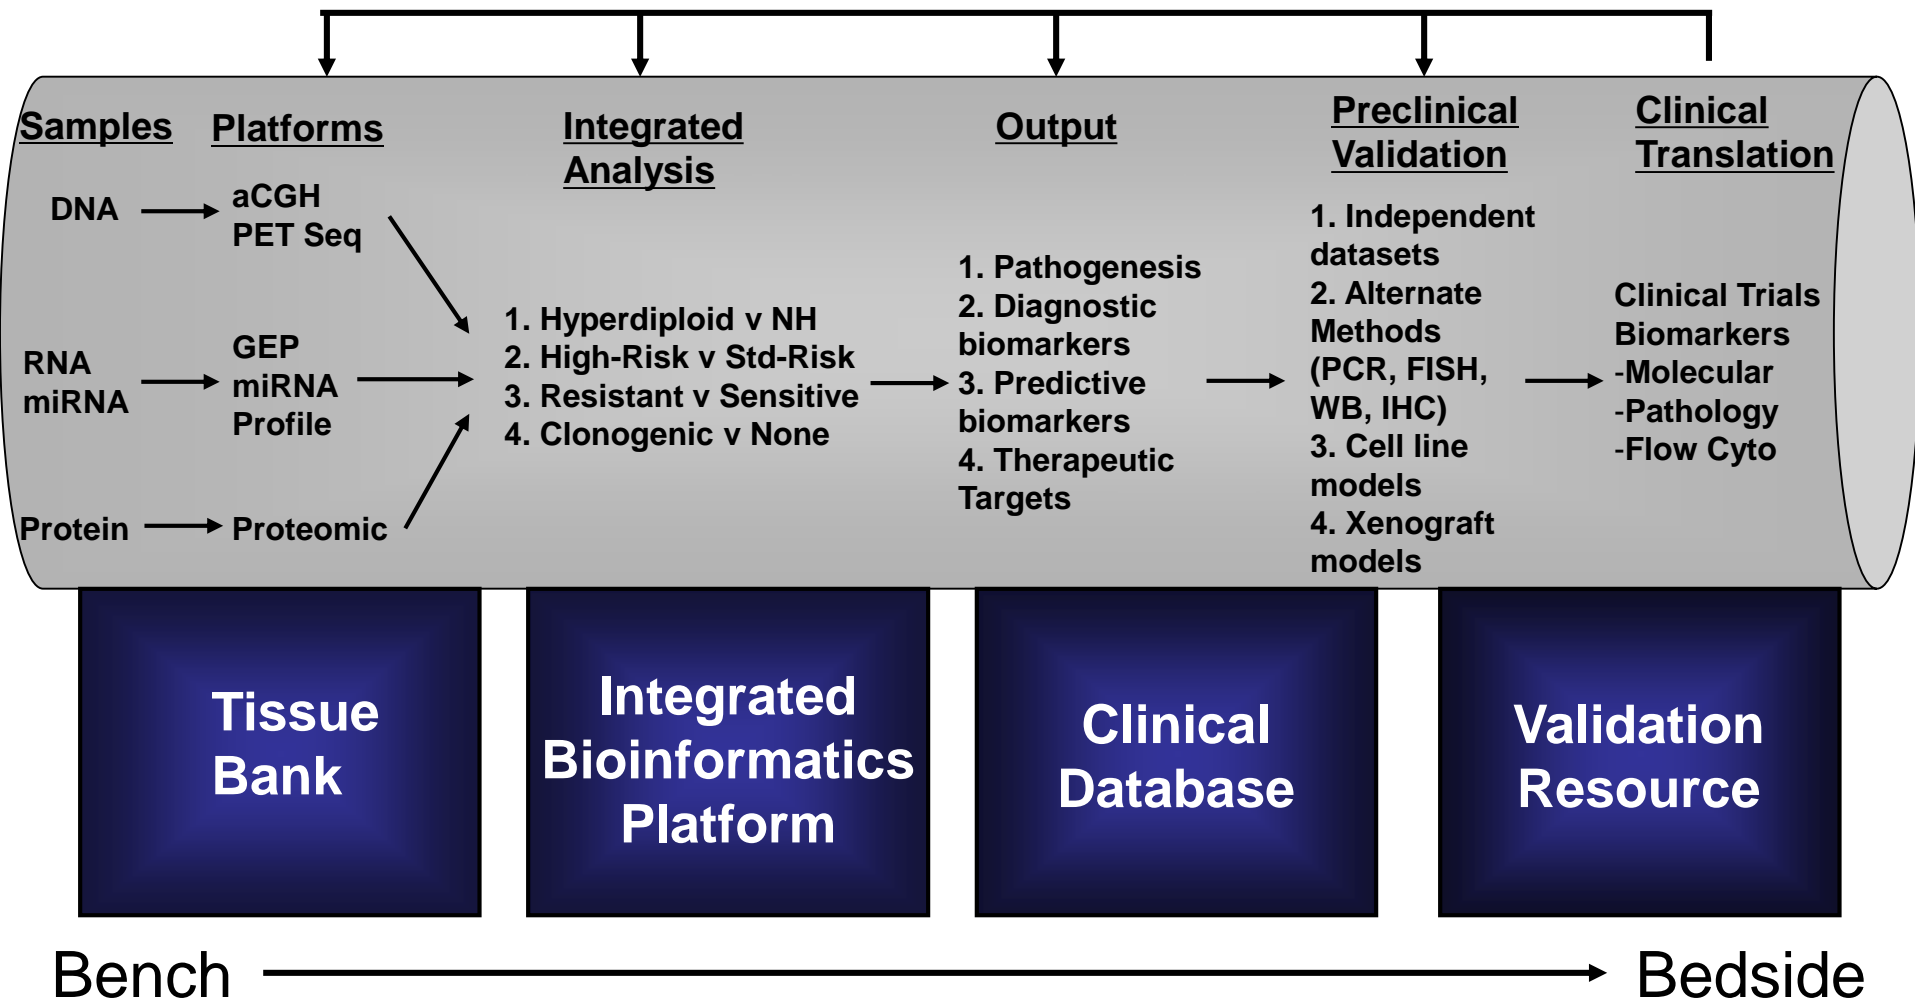 Samples
DNA
RNA
miRNA
Protein
Platforms
aCGH
PET Seq
GEP
miRNA
Profile
Proteomic
Integrated
Analysis
1. Hyperdiploid v NH
2. High-Risk v Std-Risk
3. Resistant v Sensitive
4. Clonogenic v None
Output
1. Pathogenesis
2. Diagnostic
biomarkers
3. Predictive
biomarkers
4. Therapeutic
Targets
Preclinical
Validation
1. Independent
datasets
2. Alternate
Methods
(PCR, FISH,
WB, IHC)
3. Cell line
models
4. Xenograft
models
Clinical
Translation
Clinical Trials
Biomarkers
-Molecular
-Pathology
-Flow Cyto
Tissue
Bank
Integrated
Bioinformatics
Platform
Clinical
Database
Validation
Resource
Bench
Bedside